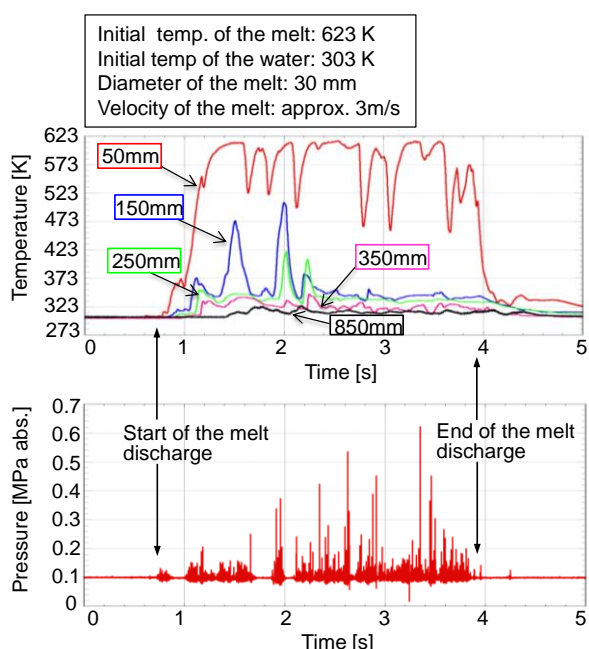 Initial temp. of the melt: 623 K
Initial temp of the water: 303 K
Diameter of the melt: 30 mm
Velocity of the melt: approx. 3m/s
Temperature [K]
623
573
523
473
423
373
323
273
50mm
150mm
250mm
350mm
850mm
0 1 2 3 4 5
Time [s]
Pressure [MPa abs.]
0.7
0.6
0.5
0.4
0.3
0.2
0.1
0
Start of the melt
discharge
End of the melt
discharge
0 1 2 3 4 5
Time [s]